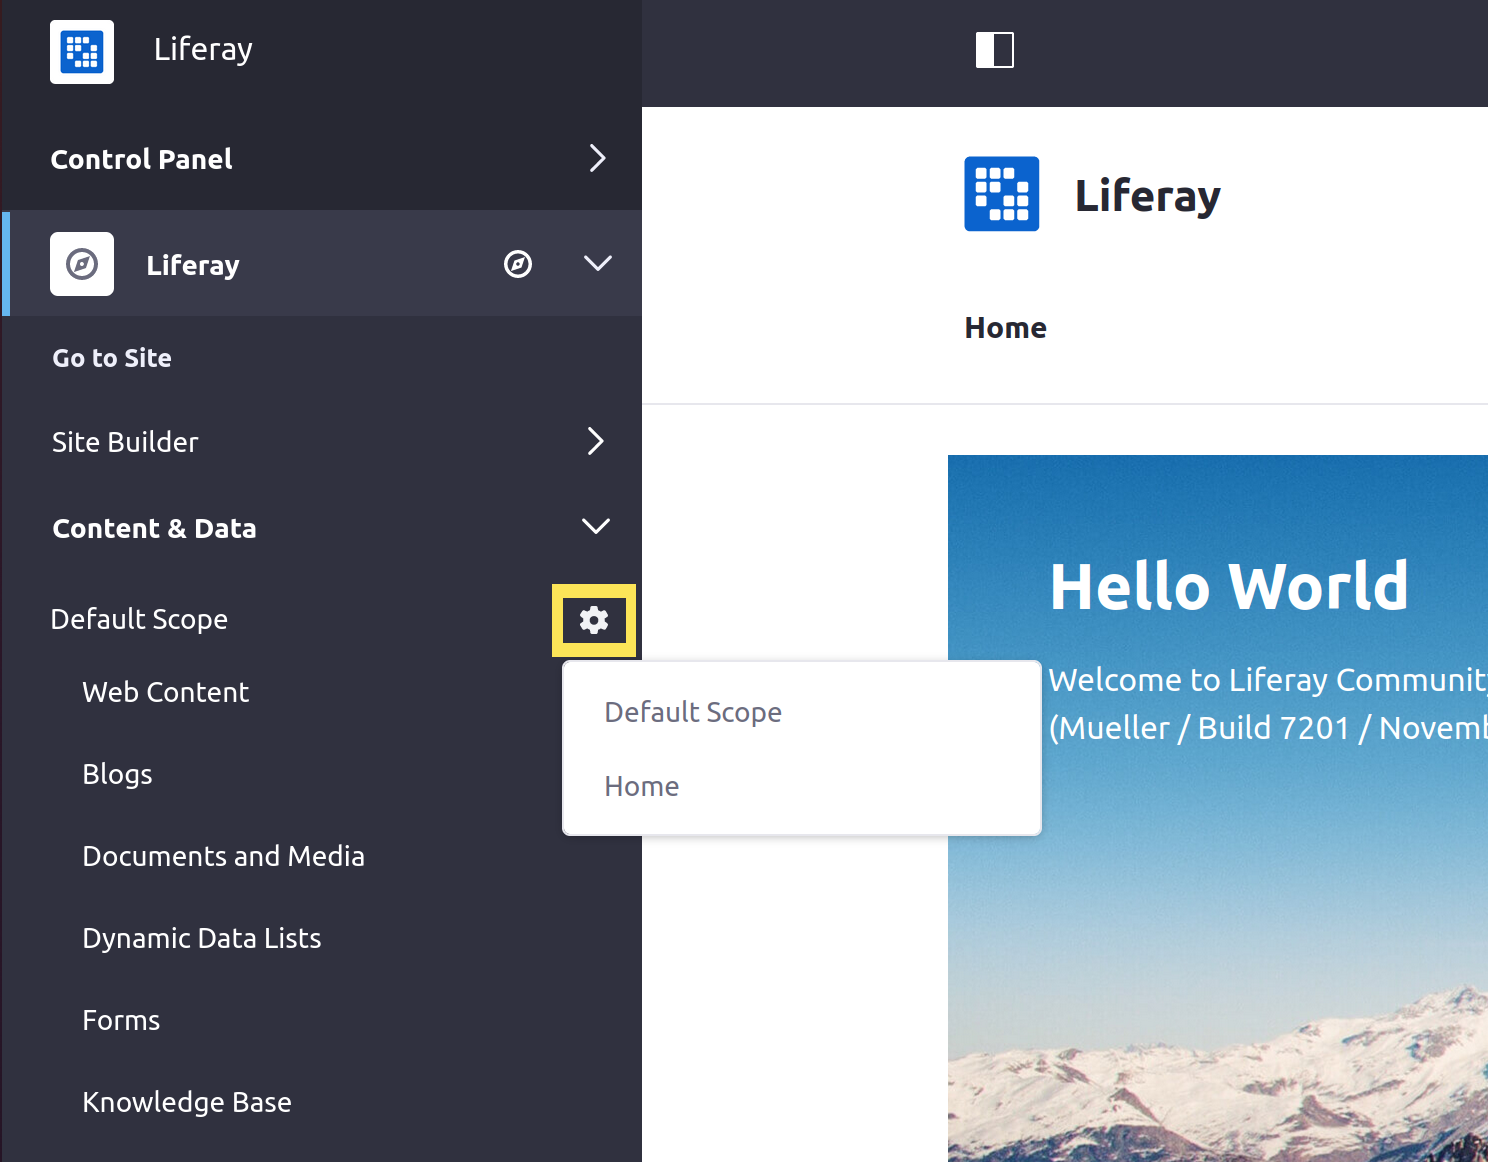 Liferay
Control Panel
Liferay
Go to Site
Site Builder
Content & Data
Default Scope
Web Content
Blogs
Documents and Media
Dynamic Data Lists
Forms
Knowledge Base
Default Scope
Home
Liferay
Home
Hello World
Welcome to Liferay Community
(Mueller / Build 7201 / Novemb